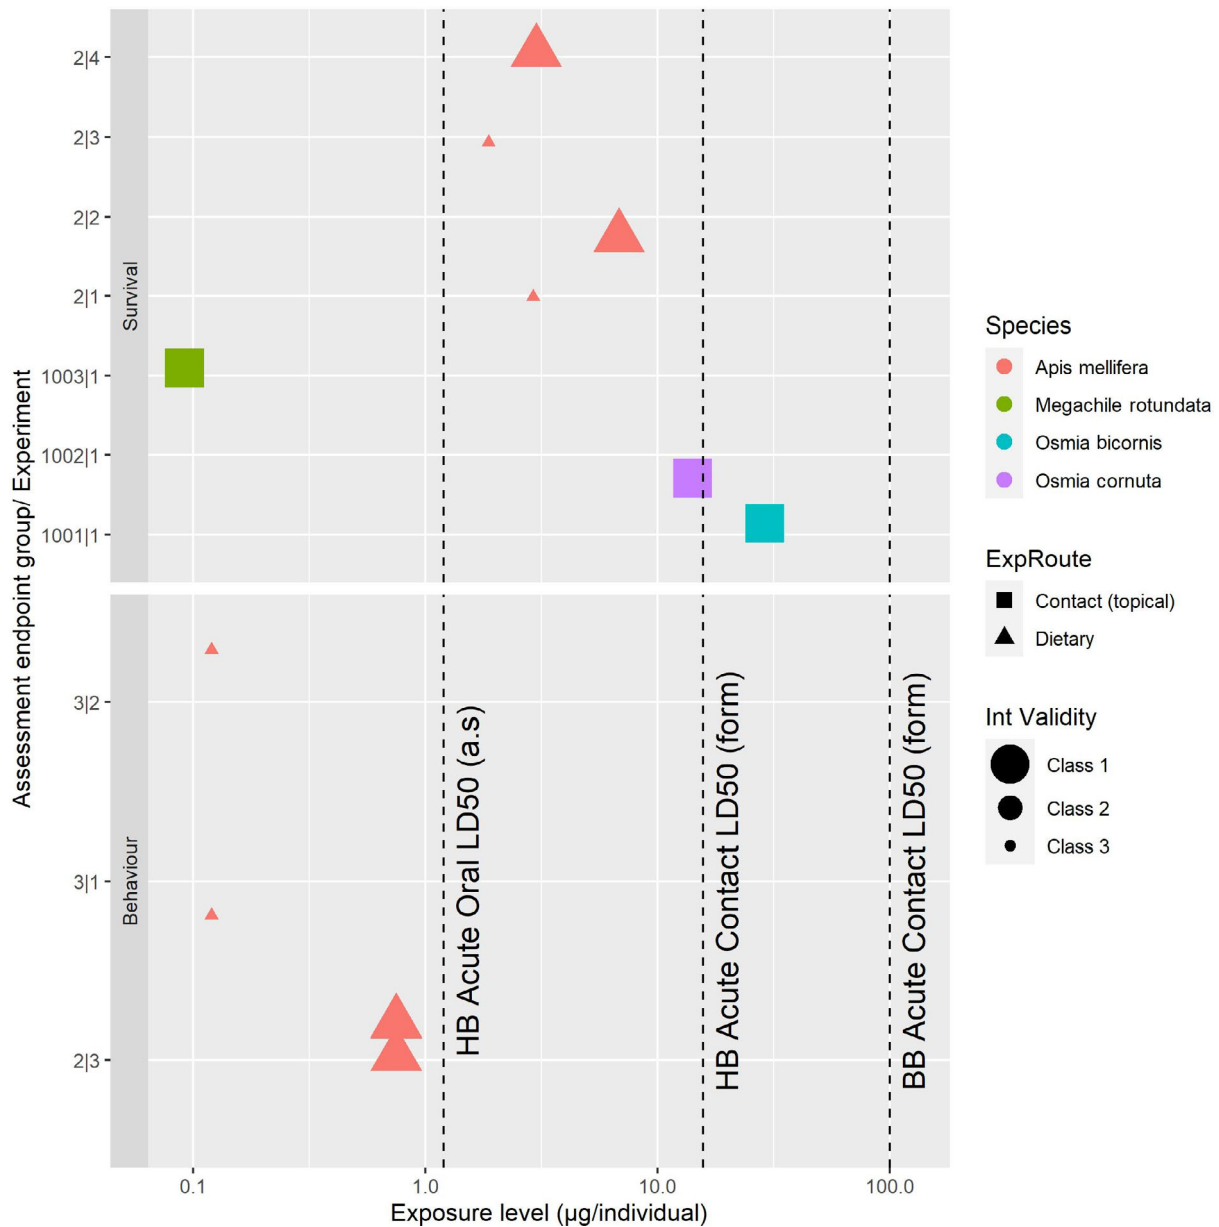 Assessment endpoint group/ Experiment
Survival
2|4
2|3
2|2
2|1
1003|1
1002|1
1001|1
Behaviour
3|2
3|1
2|3
HB Acute Oral LD50 (a.s)
HB Acute Contact LD50 (form)
BB Acute Contact LD50 (form)
0.1
1.0
10.0
100.0
Exposure level (µg/individual)
Species
Apis mellifera
Megachile rotundata
Osmia bicornis
Osmia cornuta
ExpRoute
Contact (topical)
Dietary
Int Validity
Class 1
Class 2
Class 3